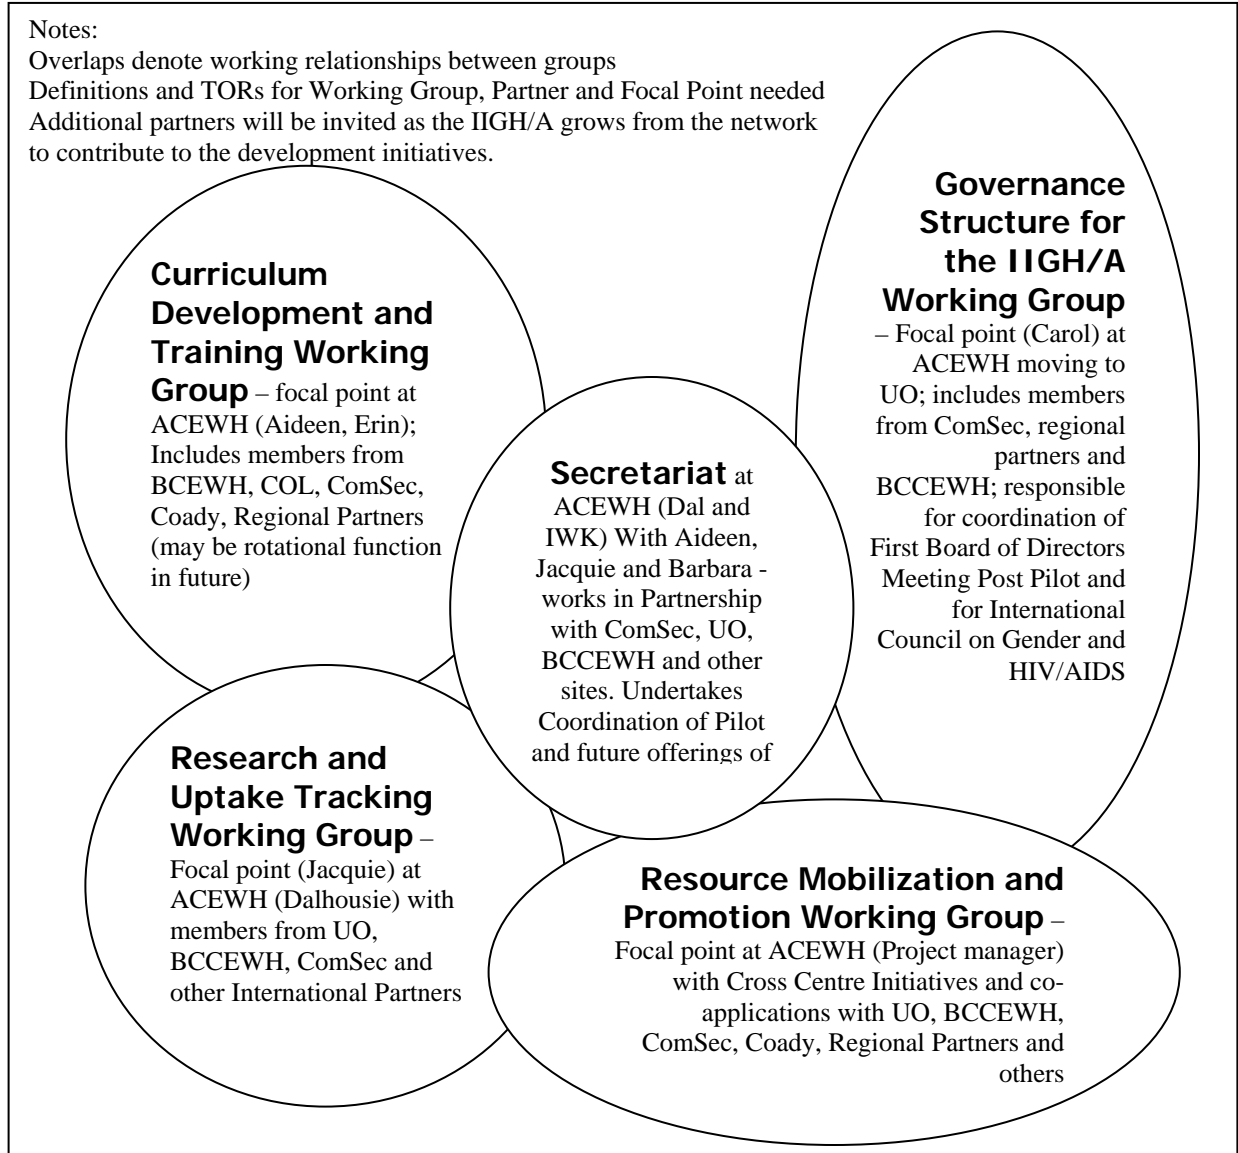 Notes:
Overlaps denote working relationships between groups
Definitions and TORs for Working Group, Partner and Focal Point needed
Additional partners will be invited as the IIGH/A grows from the network
to contribute to the development initiatives.
Curriculum
Development and
Training Working
Group – focal point at
ACEWH (Aideen, Erin);
Includes members from
BCEWH, COL, ComSec,
Coady, Regional Partners
(may be rotational function
in future)
Governance
Structure for
the IIGH/A
Working Group
– Focal point (Carol) at
ACEWH moving to
UO; includes members
from ComSec, regional
partners and
BCCEWH; responsible
for coordination of
First Board of Directors
Meeting Post Pilot and
for International
Council on Gender and
HIV/AIDS
Secretariat at
ACEWH (Dal and
IWK) With Aideen,
Jacquie and Barbara -
works in Partnership
with ComSec, UO,
BCCEWH and other
sites. Undertakes
Coordination of Pilot
and future offerings of
Research and
Uptake Tracking
Working Group –
Focal point (Jacquie) at
ACEWH (Dalhousie) with
members from UO,
BCCEWH, ComSec and
other International Partners
Resource Mobilization and
Promotion Working Group –
Focal point at ACEWH (Project manager)
with Cross Centre Initiatives and co-
applications with UO, BCCEWH,
ComSec, Coady, Regional Partners and
others